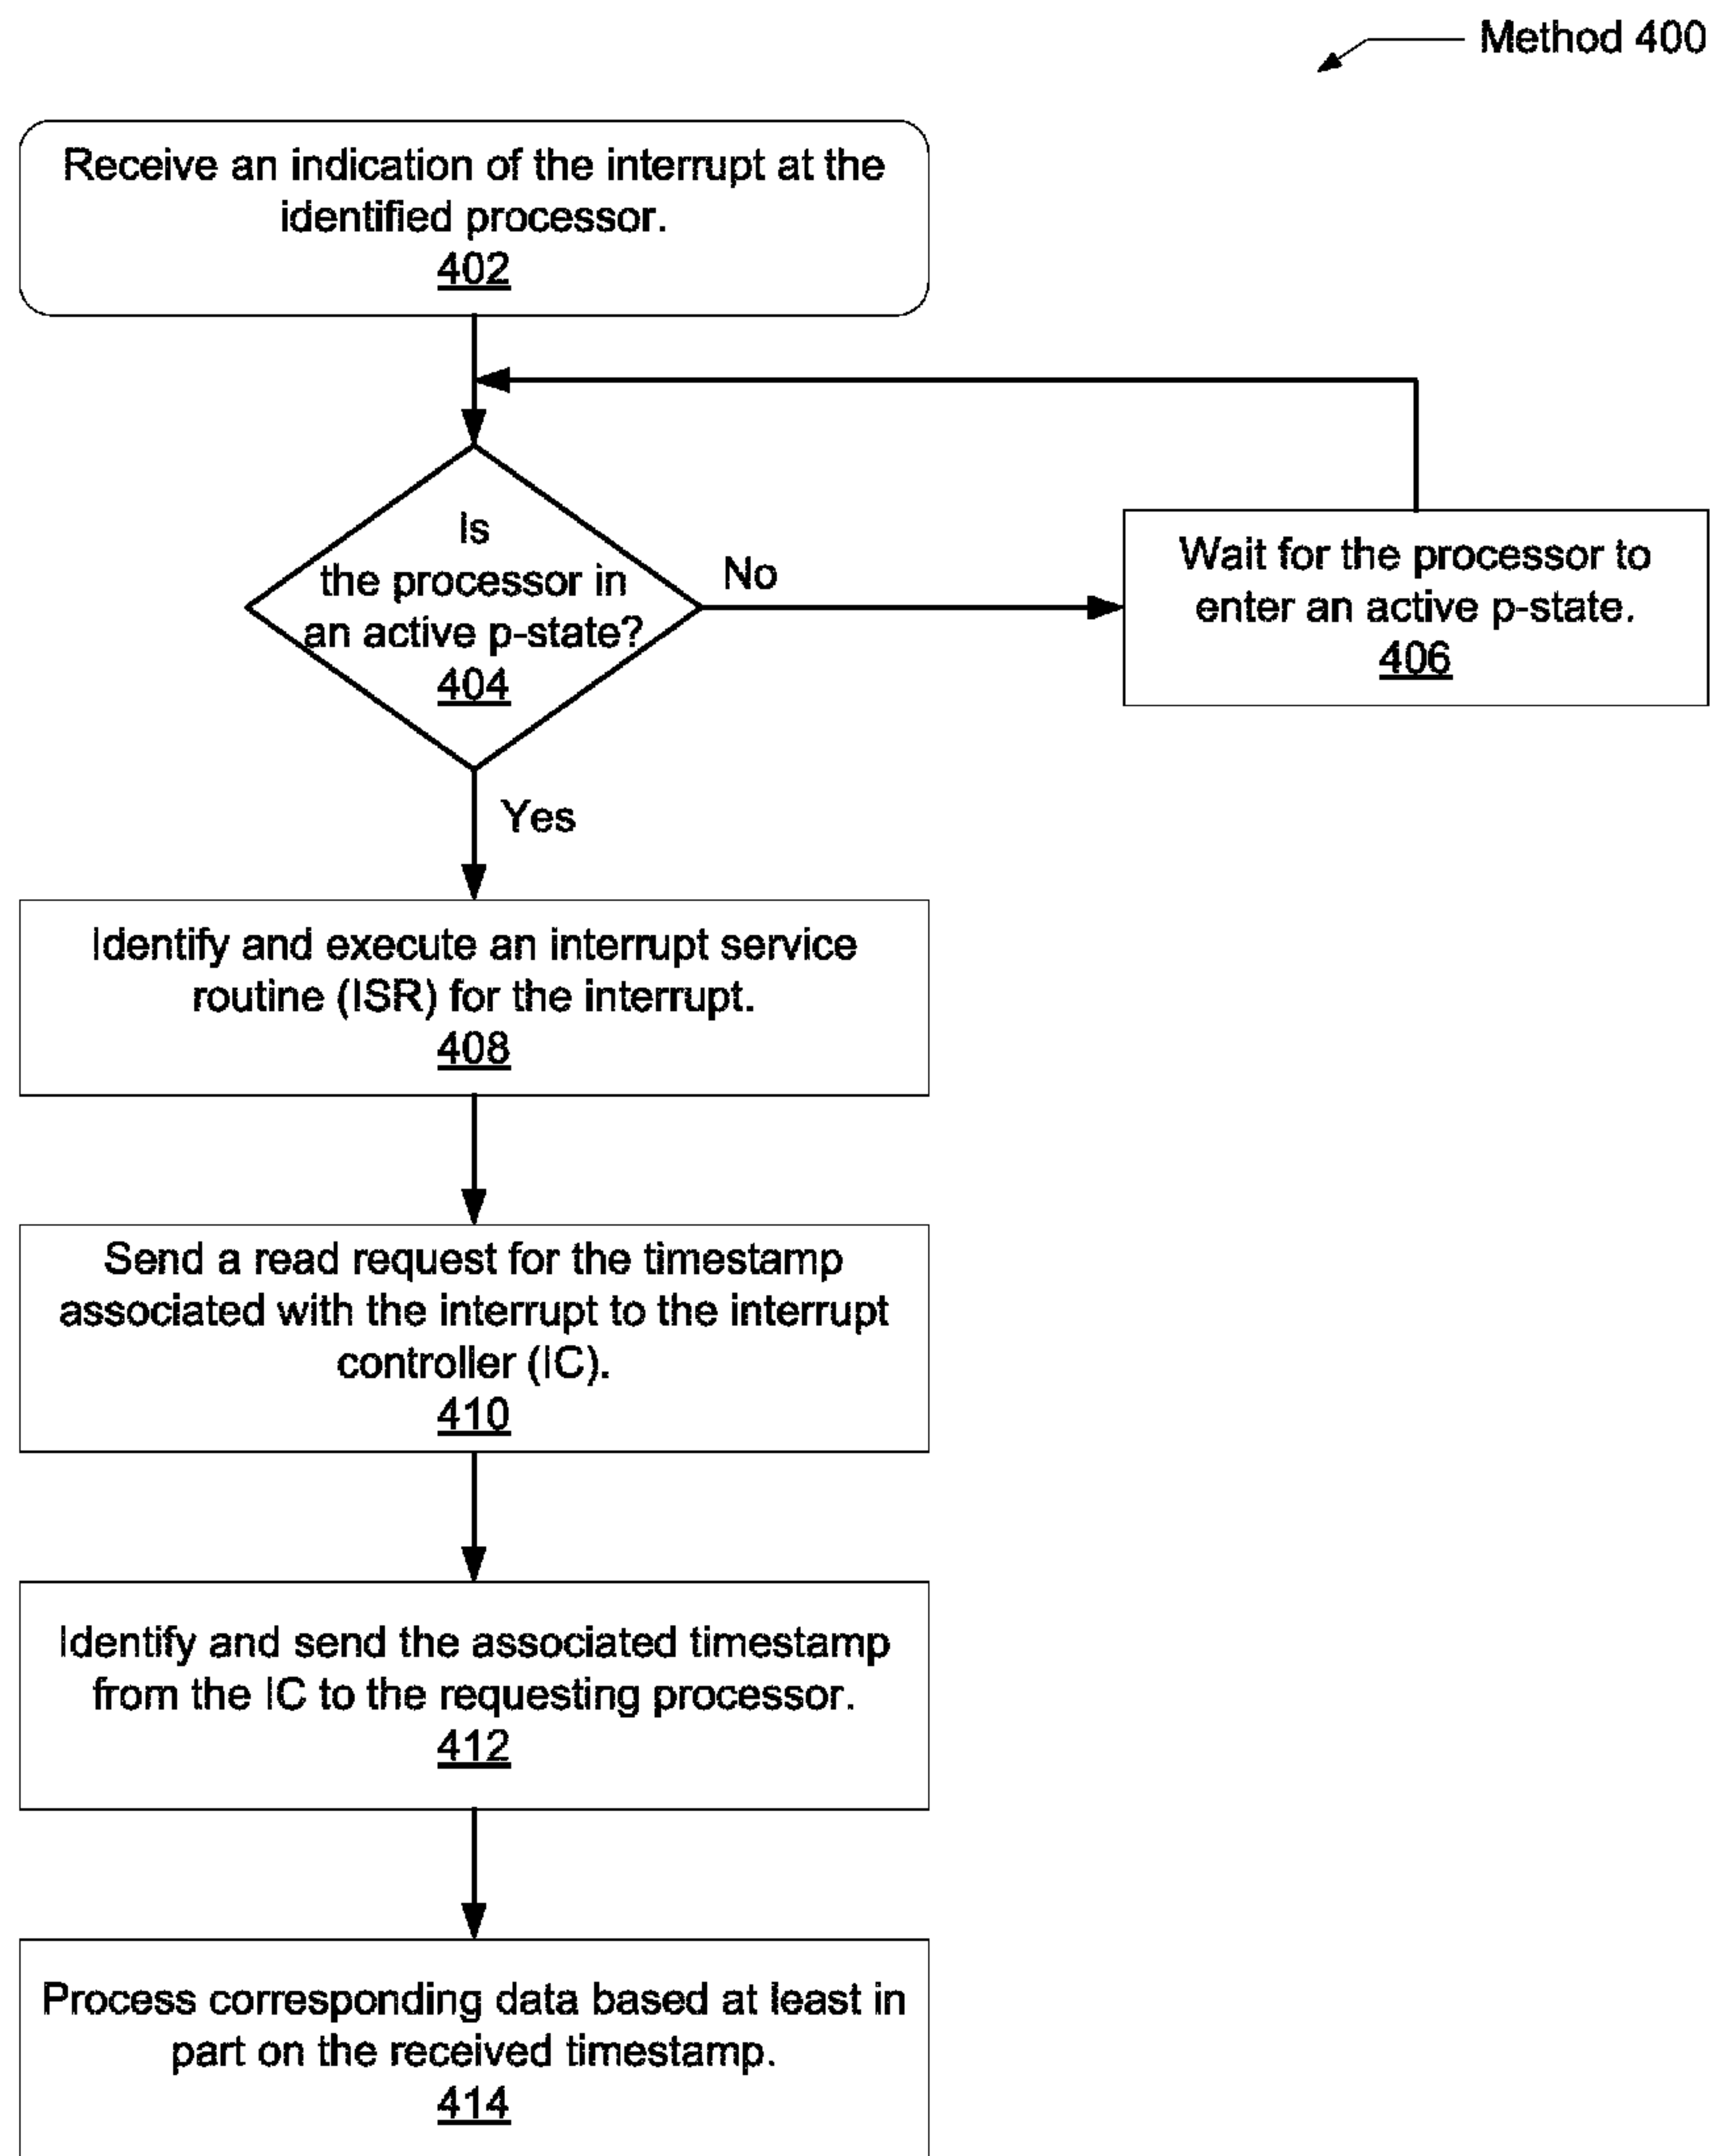 Method 400
Receive an indication of the interrupt at the
identified processor.
402
Is
the processor in
an active p-state?
404
No
Wait for the processor to
enter an active p-state.
406
Yes
Identify and execute an interrupt service
routine (ISR) for the interrupt.
408
Send a read request for the timestamp
associated with the interrupt to the interrupt
controller (IC).
410
Identify and send the associated timestamp
from the IC to the requesting processor.
412
Process corresponding data based at least in
part on the received timestamp.
414